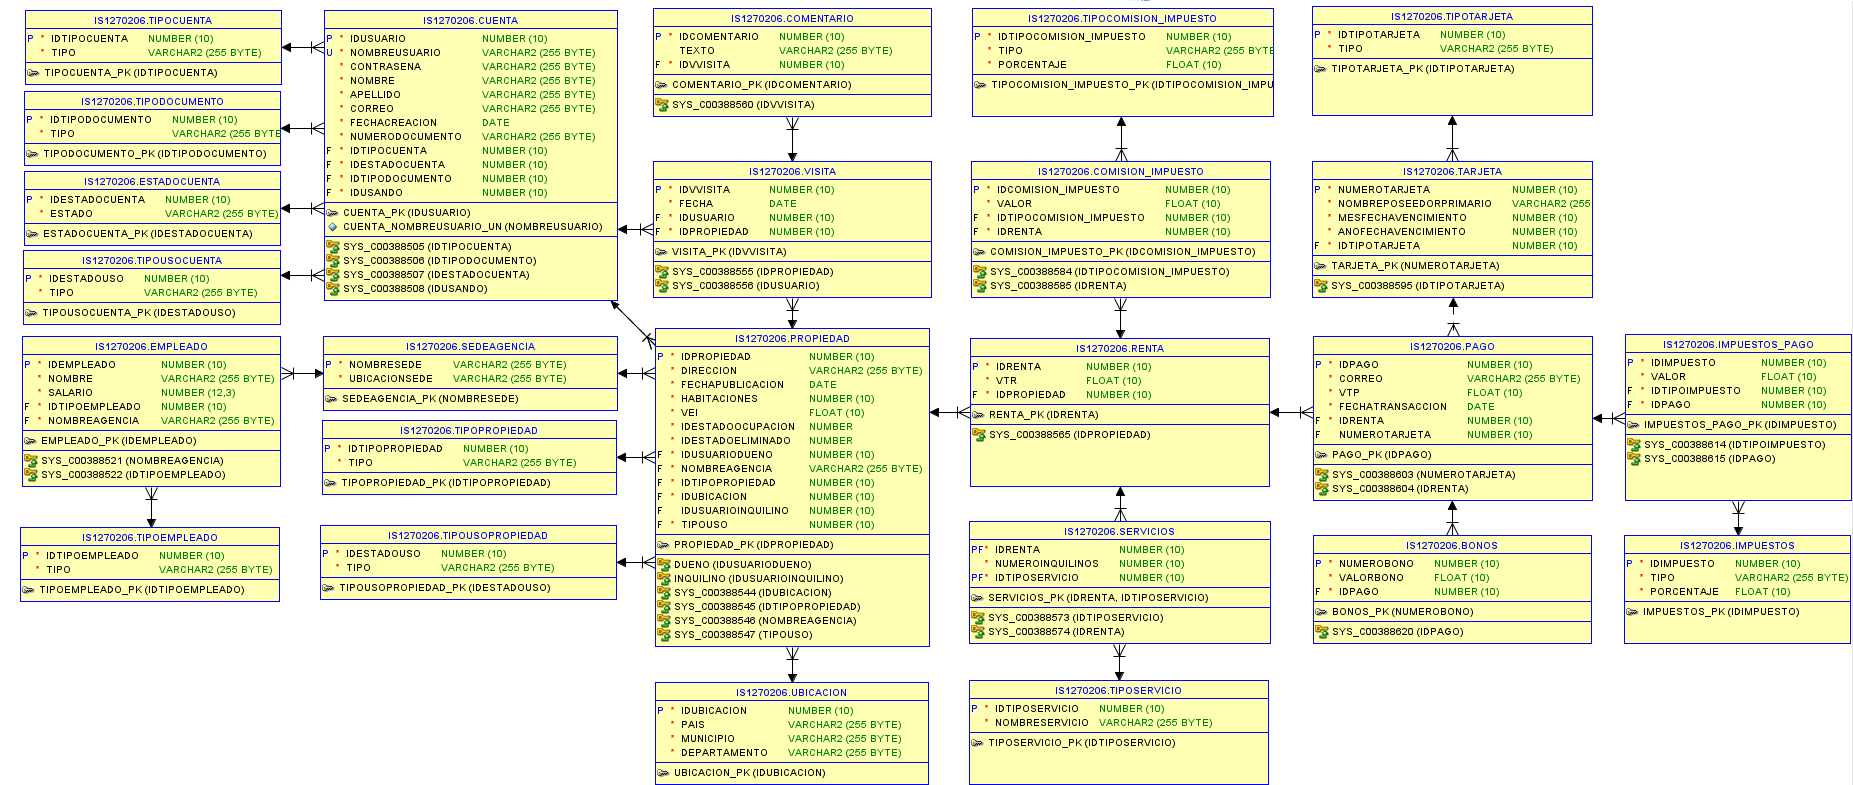 IS1270206.TIPOCUENTA
P * IDTIPOCUENTA NUMBER (10)
* TIPO VARCHAR2 (255 BYTE)
TIPOCUENTA_PK (IDTIPOCUENTA)
IS1270206.TIPODOCUMENTO
P * IDTIPODOCUMENTO NUMBER (10)
* TIPO VARCHAR2 (255 BYTE
TIPODOCUMENTO_PK (IDTIPODOCUMENTO)
IS1270206.ESTADOCUENTA
P * IDESTADOCUENTA NUMBER (10)
* ESTADO VARCHAR2 (255 BYTE)
ESTADOCUENTA_PK (IDESTADOCUENTA)
IS1270206.TIPOUSOCUENTA
P * IDESTADOUSO NUMBER (10)
* TIPO VARCHAR2 (255 BYTE)
TIPOUSOCUENTA_PK (IDESTADOUSO)
IS1270206.EMPLEADO
P * IDEMPLEADO NUMBER (10)
* NOMBRE VARCHAR2 (255 BYTE)
* SALARIO NUMBER (12,3)
F * IDTIPOEMPLEADO NUMBER (10)
F * NOMBREAGENCIA VARCHAR2 (255 BYTE)
EMPLEADO_PK (IDEMPLEADO)
SYS_C00388521 (NOMBREAGENCIA)
SYS_C00388522 (IDTIPOEMPLEADO)
IS1270206.TIPOEMPLEADO
P * IDTIPOEMPLEADO NUMBER (10)
* TIPO VARCHAR2 (255 BYTE)
TIPOEMPLEADO_PK (IDTIPOEMPLEADO)
IS1270206.CUENTA
P * IDUSUARIO NUMBER (10)
U * NOMBREUSUARIO VARCHAR2 (255 BYTE)
* CONTRASENA VARCHAR2 (255 BYTE)
* NOMBRE VARCHAR2 (255 BYTE)
* APELLIDO VARCHAR2 (255 BYTE)
* CORREO VARCHAR2 (255 BYTE)
* FECHACREACION DATE
* NUMERODOCUMENTO VARCHAR2 (255 BYTE)
F * IDTIPOCUENTA NUMBER (10)
F * IDESTADOCUENTA NUMBER (10)
F * IDTIPODOCUMENTO NUMBER (10)
F * IDUSANDO NUMBER (10)
CUENTA_PK (IDUSUARIO)
CUENTA_NOMBREUSUARIO_UN (NOMBREUSUARIO)
SYS_C00388505 (IDTIPOCUENTA)
SYS_C00388506 (IDTIPODOCUMENTO)
SYS_C00388507 (IDESTADOCUENTA)
SYS_C00388508 (IDUSANDO)
IS1270206.SEDEAGENCIA
P * NOMBRESEDE VARCHAR2 (255 BYTE)
* UBICACIONSEDE VARCHAR2 (255 BYTE)
SEDEAGENCIA_PK (NOMBRESEDE)
IS1270206.TIPOPROPIEDAD
P * IDTIPOPROPIEDAD NUMBER (10)
* TIPO VARCHAR2 (255 BYTE)
TIPOPROPIEDAD_PK (IDTIPOPROPIEDAD)
IS1270206.TIPOUSOPROPIEDAD
P * IDESTADOUSO NUMBER (10)
* TIPO VARCHAR2 (255 BYTE)
TIPOUSOPROPIEDAD_PK (IDESTADOUSO)
IS1270206.COMENTARIO
P * IDCOMENTARIO NUMBER (10)
TEXTO VARCHAR2 (255 BYTE)
F * IDVVISITA NUMBER (10)
COMENTARIO_PK (IDCOMENTARIO)
SYS_C00388560 (IDVVISITA)
IS1270206.VISITA
P * IDVVISITA NUMBER (10)
* FECHA DATE
F * IDUSUARIO NUMBER (10)
F * IDPROPIEDAD NUMBER (10)
VISITA_PK (IDVVISITA)
SYS_C00388555 (IDPROPIEDAD)
SYS_C00388556 (IDUSUARIO)
IS1270206.PROPIEDAD
P * IDPROPIEDAD NUMBER (10)
* DIRECCION VARCHAR2 (255 BYTE)
* FECHAPUBLICACION DATE
* HABITACIONES NUMBER (10)
* VEI FLOAT (10)
* IDESTADOOCUPACION NUMBER
* IDESTADOELIMINADO NUMBER
F * IDUSUARIODUENO NUMBER (10)
F * NOMBREAGENCIA VARCHAR2 (255 BYTE)
F * IDTIPOPROPIEDAD NUMBER (10)
F * IDUBICACION NUMBER (10)
F IDUSUARIOINQUILINO NUMBER (10)
F * TIPOUSO NUMBER (10)
PROPIEDAD_PK (IDPROPIEDAD)
DUENO (IDUSUARIODUENO)
INQUILINO (IDUSUARIOINQUILINO)
SYS_C00388544 (IDUBICACION)
SYS_C00388545 (IDTIPOPROPIEDAD)
SYS_C00388546 (NOMBREAGENCIA)
SYS_C00388547 (TIPOUSO)
IS1270206.UBICACION
P * IDUBICACION NUMBER (10)
* PAIS VARCHAR2 (255 BYTE)
* MUNICIPIO VARCHAR2 (255 BYTE)
* DEPARTAMENTO VARCHAR2 (255 BYTE)
UBICACION_PK (IDUBICACION)
IS1270206.TIPOCOMISION_IMPUESTO
P * IDTIPOCOMISION_IMPUESTO NUMBER (10)
* TIPO VARCHAR2 (255 BYTE
* PORCENTAJE FLOAT (10)
TIPOCOMISION_IMPUESTO_PK (IDTIPOCOMISION_IMPU
IS1270206.COMISION_IMPUESTO
P * IDCOMISION_IMPUESTO NUMBER (10)
* VALOR FLOAT (10)
F * IDTIPOCOMISION_IMPUESTO NUMBER (10)
F * IDRENTA NUMBER (10)
COMISION_IMPUESTO_PK (IDCOMISION_IMPUESTO)
SYS_C00388584 (IDTIPOCOMISION_IMPUESTO)
SYS_C00388585 (IDRENTA)
IS1270206.RENTA
P * IDRENTA NUMBER (10)
* VTR FLOAT (10)
F * IDPROPIEDAD NUMBER (10)
RENTA_PK (IDRENTA)
SYS_C00388565 (IDPROPIEDAD)
IS1270206.SERVICIOS
PF* IDRENTA NUMBER (10)
* NUMEROINQUILINOS NUMBER (10)
PF* IDTIPOSERVICIO NUMBER (10)
SERVICIOS_PK (IDRENTA, IDTIPOSERVICIO)
SYS_C00388573 (IDTIPOSERVICIO)
SYS_C00388574 (IDRENTA)
IS1270206.TIPOSERVICIO
P * IDTIPOSERVICIO NUMBER (10)
* NOMBRESERVICIO VARCHAR2 (255 BYTE)
TIPOSERVICIO_PK (IDTIPOSERVICIO)
IS1270206.TIPOTARJETA
P * IDTIPOTARJETA NUMBER (10)
* TIPO VARCHAR2 (255 BYTE)
TIPOTARJETA_PK (IDTIPOTARJETA)
IS1270206.TARJETA
P * NUMEROTARJETA NUMBER (10)
* NOMBREPOSEEDORPRIMARIO VARCHAR2 (255
* MESFECHAVENCIMIENTO NUMBER (10)
* ANOFECHAVENCIMIENTO NUMBER (10)
F * IDTIPOTARJETA NUMBER (10)
TARJETA_PK (NUMEROTARJETA)
SYS_C00388595 (IDTIPOTARJETA)
IS1270206.PAGO
P * IDPAGO NUMBER (10)
* CORREO VARCHAR2 (255 BYTE)
* VTP FLOAT (10)
* FECHATRANSACCION DATE
F * IDRENTA NUMBER (10)
F NUMEROTARJETA NUMBER (10)
PAGO_PK (IDPAGO)
SYS_C00388603 (NUMEROTARJETA)
SYS_C00388604 (IDRENTA)
IS1270206.BONOS
P * NUMEROBONO NUMBER (10)
* VALORBONO FLOAT (10)
F * IDPAGO NUMBER (10)
BONOS_PK (NUMEROBONO)
SYS_C00388620 (IDPAGO)
IS1270206.IMPUESTOS_PAGO
P * IDIMPUESTO NUMBER (10)
* VALOR FLOAT (10)
F * IDTIPOIMPUESTO NUMBER (10)
F * IDPAGO NUMBER (10)
IMPUESTOS_PAGO_PK (IDIMPUESTO)
SYS_C00388614 (IDTIPOIMPUESTO)
SYS_C00388615 (IDPAGO)
IS1270206.IMPUESTOS
P * IDIMPUESTO NUMBER (10)
* TIPO VARCHAR2 (255 BYTE)
* PORCENTAJE FLOAT (10)
IMPUESTOS_PK (IDIMPUESTO)